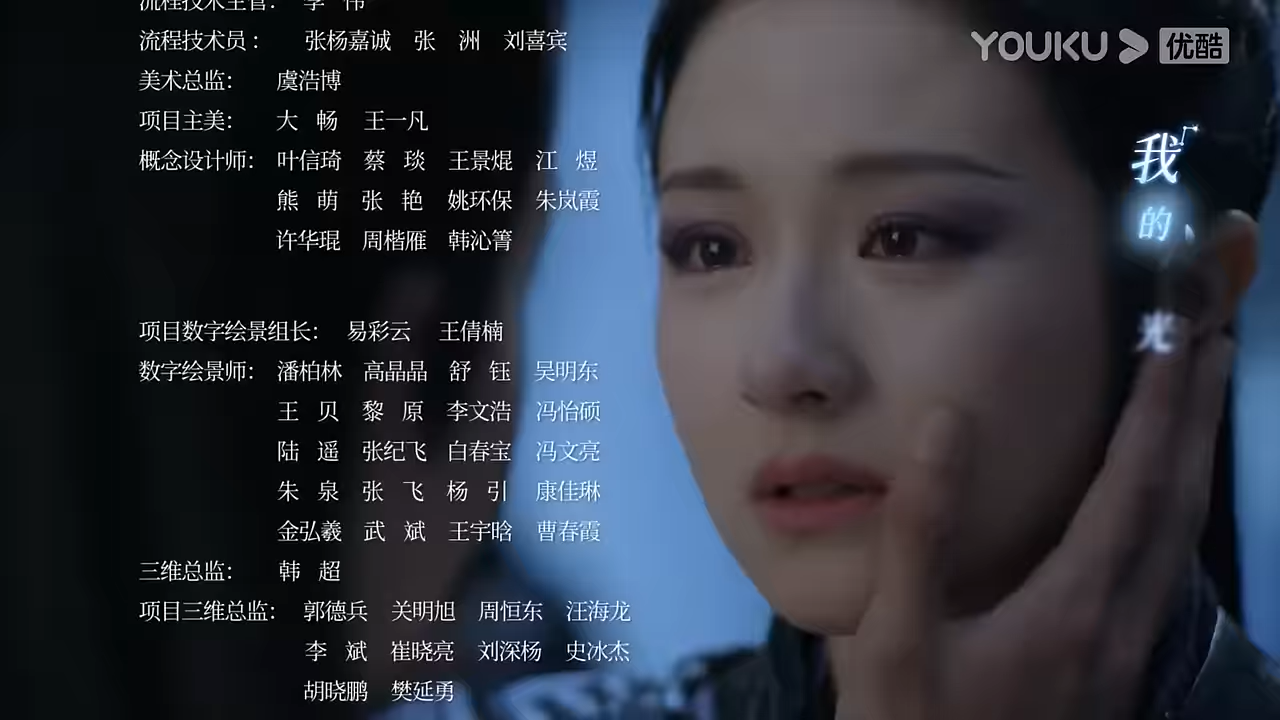 流程技术主管： 李 伟
流程技术员： 张杨嘉诚 张 洲 刘喜宾
美术总监： 虞浩博
项目主美： 大 畅 王一凡
概念设计师： 叶信琦 蔡 琰 王景焜 江 煜
熊 萌 张 艳 姚环保 朱岚霞
许华琨 周楷雁 韩沁箐
项目数字绘景组长： 易彩云 王倩楠
数字绘景师： 潘柏林 高晶晶 舒 钰 吴明东
王 贝 黎 原 李文浩 冯怡硕
陆 遥 张纪飞 白春宝 冯文亮
朱 泉 张 飞 杨 引 康佳琳
金弘羲 武 斌 王宇晗 曹春霞
三维总监： 韩 超
项目三维总监： 郭德兵 关明旭 周恒东 汪海龙
李 斌 崔晓亮 刘深杨 史冰杰
胡晓鹏 樊延勇
YOUKU 优酷
我的光